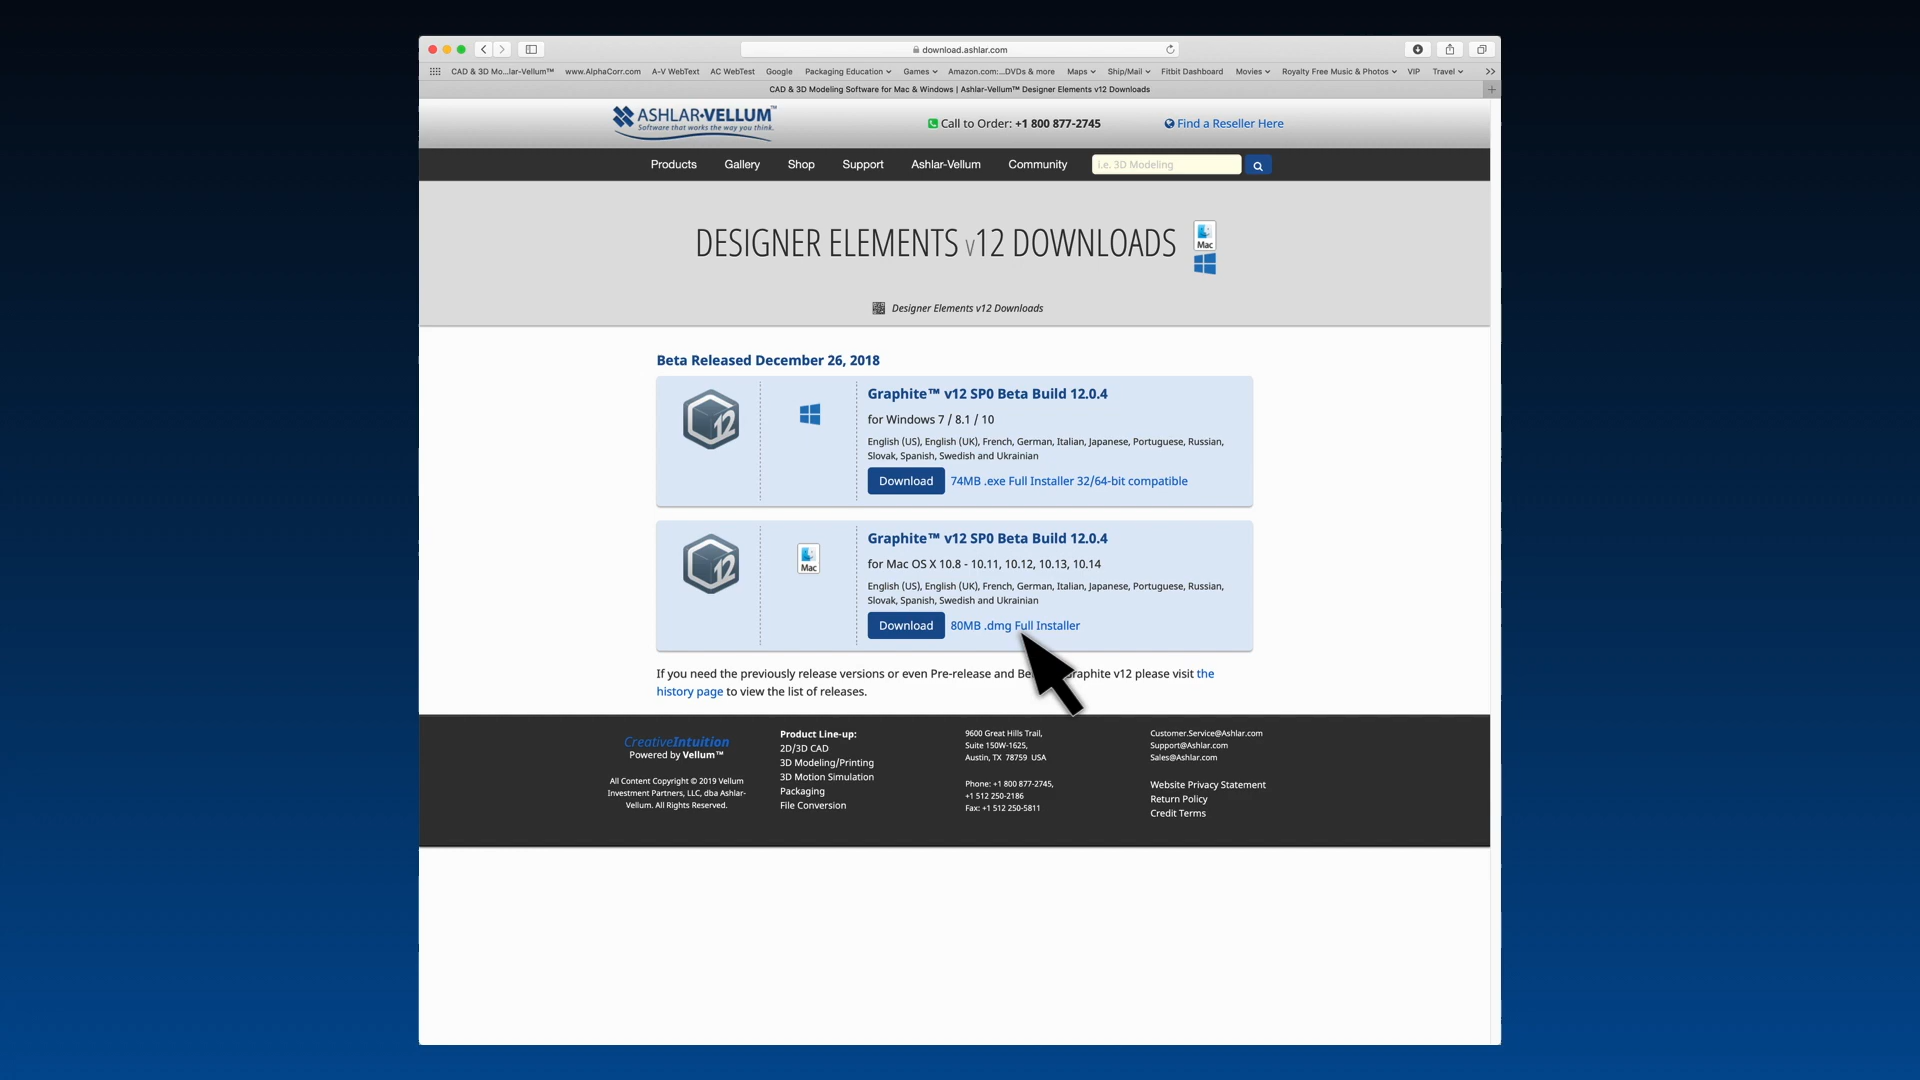 download.ashlar.com
CAD & 3D Mo...lar-Vellum™ www.AlphaCorr.com A-V WebText AC WebTest Google Packaging Education Games Amazon.com:...DVDs & more Maps Ship/Mail Fitbit Dashboard Movies Royalty Free Music & Photos VIP Travel
CAD & 3D Modeling Software for Mac & Windows | Ashlar-Vellum™ Designer Elements v12 Downloads
ASHLAR-VELLUM™
Software that works the way you think.
Call to Order: +1 800 877-2745
Find a Reseller Here
Products Gallery Shop Support Ashlar-Vellum Community i.e. 3D Modeling
DESIGNER ELEMENTS v12 DOWNLOADS
Mac
Designer Elements v12 Downloads
Beta Released December 26, 2018
12
Graphite™ v12 SP0 Beta Build 12.0.4
for Windows 7 / 8.1 / 10
English (US), English (UK), French, German, Italian, Japanese, Portuguese, Russian,
Slovak, Spanish, Swedish and Ukrainian
Download 74MB .exe Full Installer 32/64-bit compatible
12
Mac
Graphite™ v12 SP0 Beta Build 12.0.4
for Mac OS X 10.8 - 10.11, 10.12, 10.13, 10.14
English (US), English (UK), French, German, Italian, Japanese, Portuguese, Russian,
Slovak, Spanish, Swedish and Ukrainian
Download 80MB .dmg Full Installer
If you need the previously release versions or even Pre-release and v12 please visit the
history page to view the list of releases.
CreativeIntuition
Powered by Vellum™
All Content Copyright © 2019 Vellum
Investment Partners, LLC, dba Ashlar-
Vellum. All Rights Reserved.
Product Line-up:
2D/3D CAD
3D Modeling/Printing
3D Motion Simulation
Packaging
File Conversion
9600 Great Hills Trail,
Suite 150W-1625,
Austin, TX 78759 USA
Phone: +1 800 877-2745,
+1 512 250-2186
Fax: +1 512 250-5811
Customer.Service@Ashlar.com
Support@Ashlar.com
Sales@Ashlar.com
Website Privacy Statement
Return Policy
Credit Terms